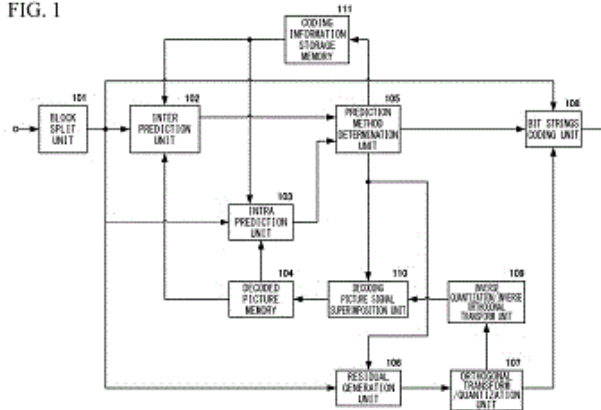 FIG. 1
111
CODING
INFORMATION
STORAGE
MEMORY
101
BLOCK
SPLIT
UNIT
102
INTER
PREDICTION
UNIT
105
PREDICTION
METHOD
DETERMINATION
UNIT
108
BIT STRINGS
CODING UNIT
103
INTRA
PREDICTION
UNIT
104
DECODED
PICTURE
MEMORY
110
DECODING
PICTURE SIGNAL
SUPERIMPOSITION UNIT
109
INVERSE
QUANTIZATION/INVERSE
ORTHOGONAL
TRANSFORM UNIT
106
RESIDUAL
GENERATION
UNIT
107
ORTHOGONAL
TRANSFORM
/QUANTIZATION
UNIT